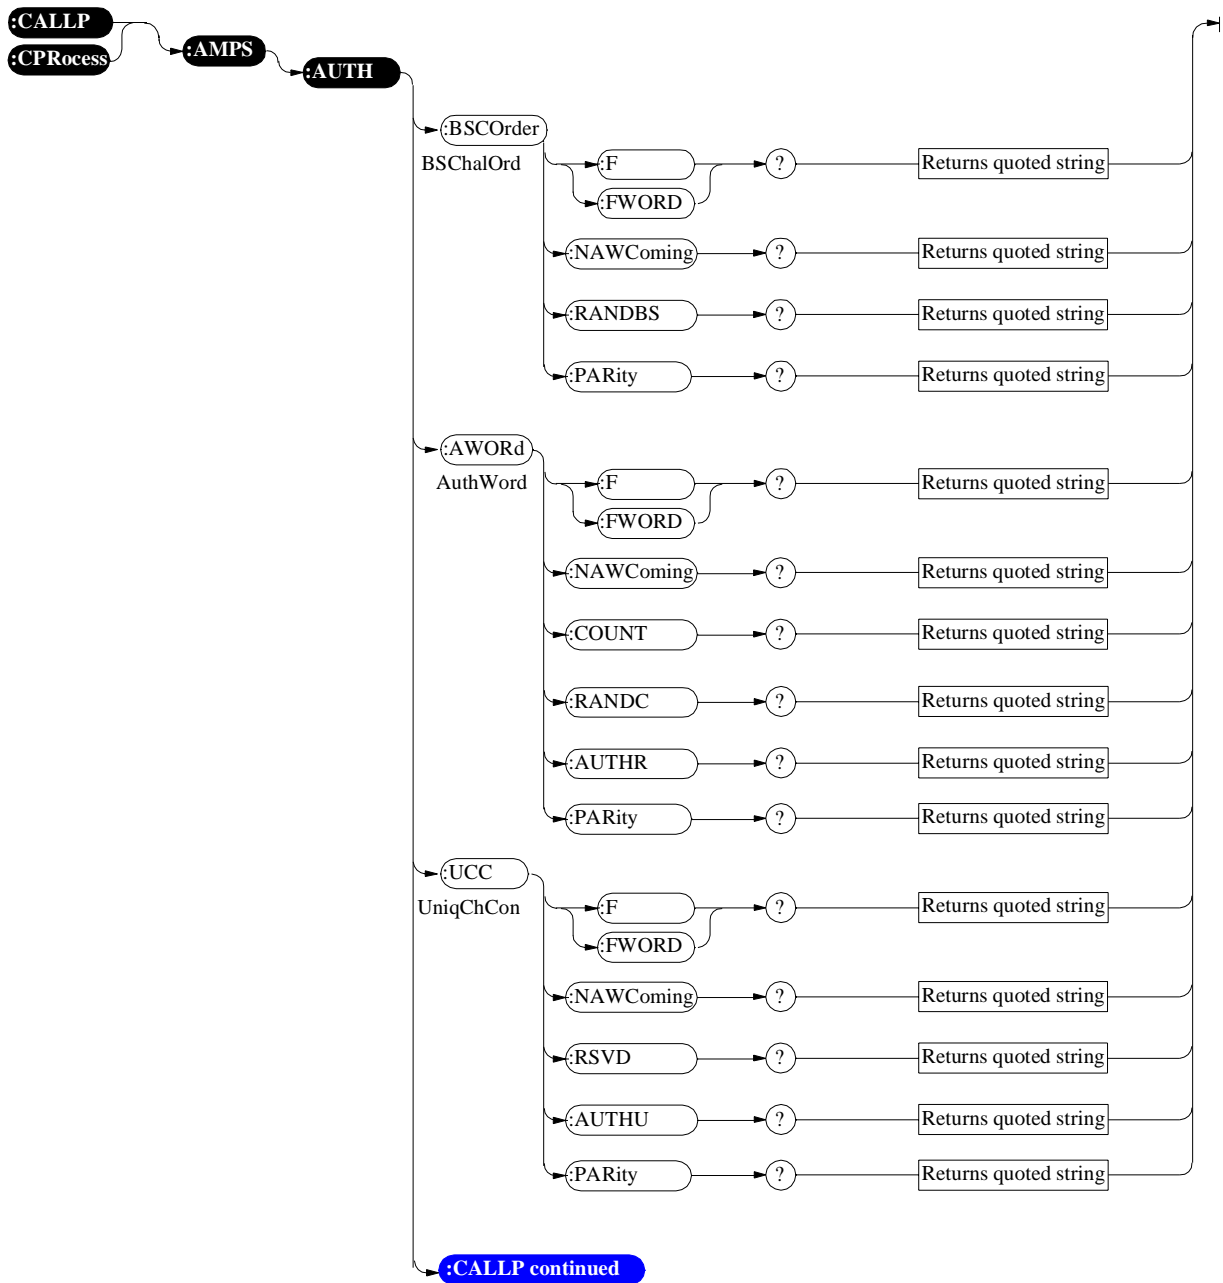 :CALLP
:CPRocess
:AMPS
:AUTH
:BSCOrder
BSChalOrd
:F ? Returns quoted string
:FWORD
:NAWComing ? Returns quoted string
:RANDBS ? Returns quoted string
:PARity ? Returns quoted string
:AWORd
AuthWord
:F ? Returns quoted string
:FWORD
:NAWComing ? Returns quoted string
:COUNT ? Returns quoted string
:RANDC ? Returns quoted string
:AUTHR ? Returns quoted string
:PARity ? Returns quoted string
:UCC
UniqChCon
:F ? Returns quoted string
:FWORD
:NAWComing ? Returns quoted string
:RSVD ? Returns quoted string
:AUTHU ? Returns quoted string
:PARity ? Returns quoted string
:CALLP continued